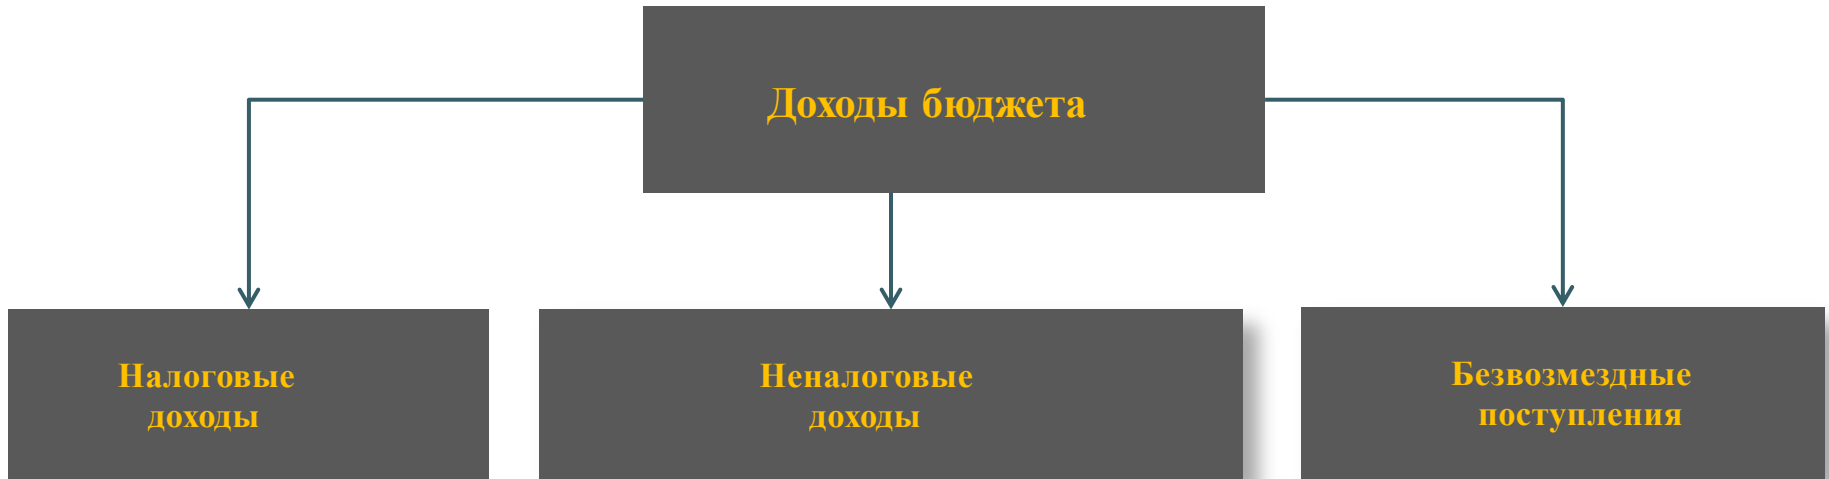 Доходы бюджета
Налоговые
доходы
Неналоговые
доходы
Безвозмездные
поступления